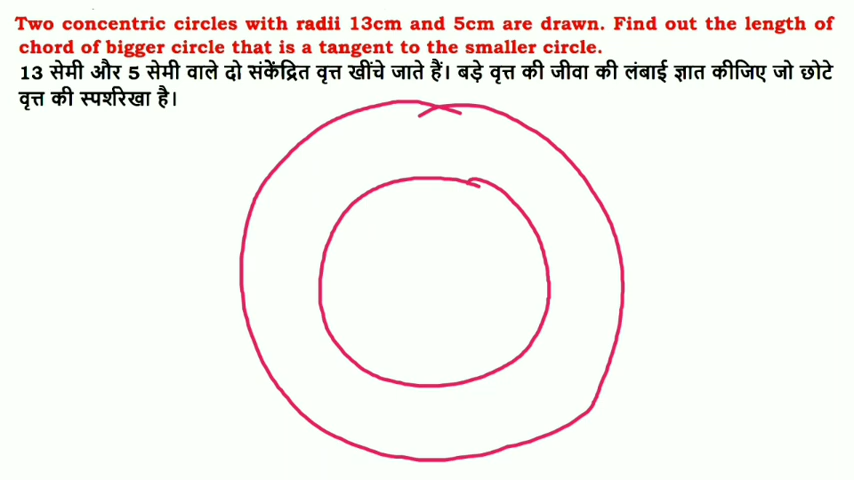 Two concentric circles with radii 13cm and 5cm are drawn. Find out the length of
chord of bigger circle that is a tangent to the smaller circle.
13 सेमी और 5 सेमी वाले दो संकेंद्रित वृत्त खींचे जाते हैं। बड़े वृत्त की जीवा की लंबाई ज्ञात कीजिए जो छोटे
वृत्त की स्पर्शरेखा है।